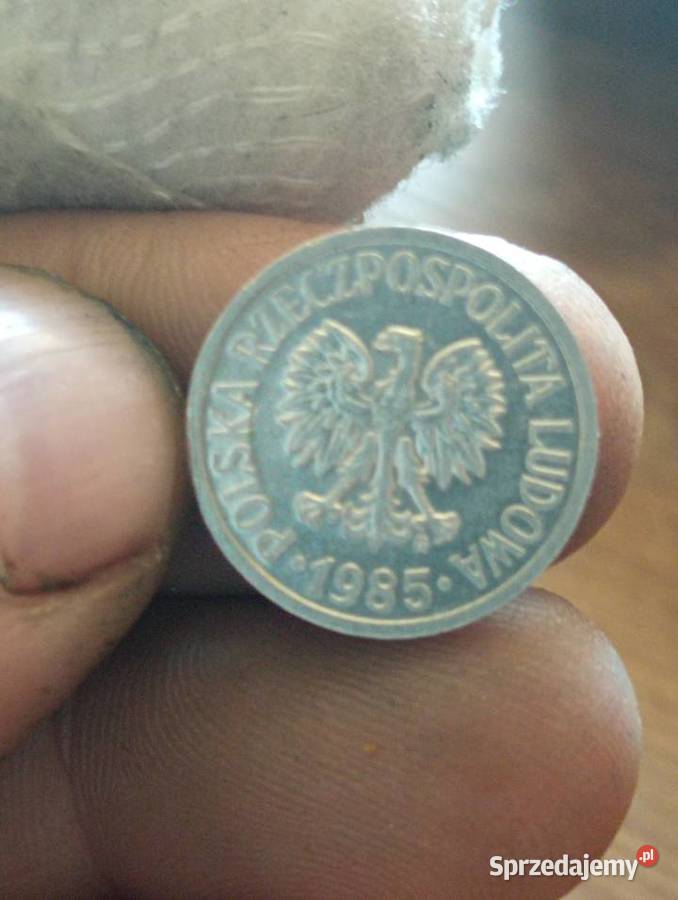 POLSKA RZECZPOSPOLITA LUDOWA
· 1985 ·
Sprzedajemy.pl